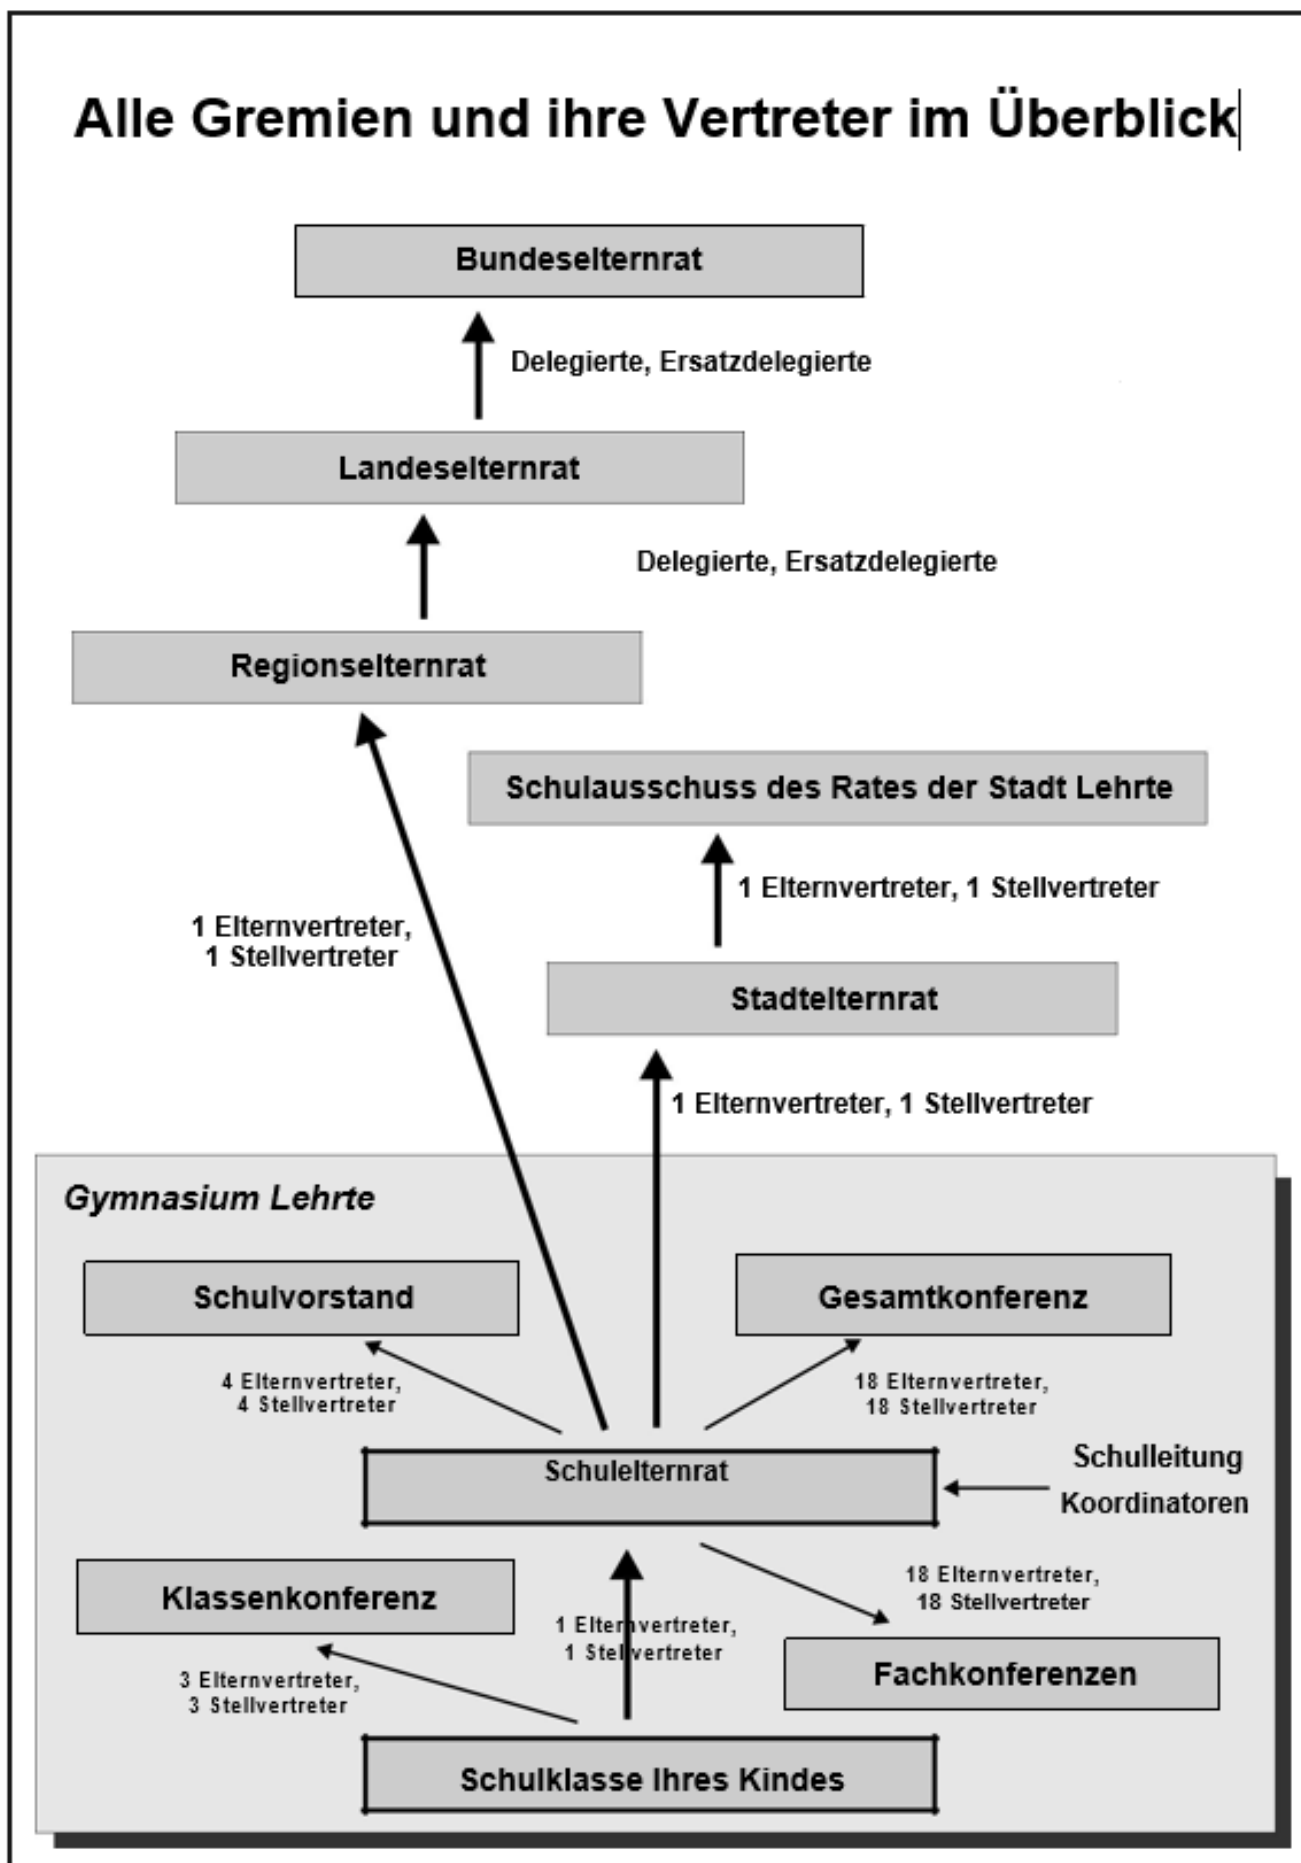 Alle Gremien und ihre Vertreter im Überblick
Bundeselternrat
Delegierte, Ersatzdelegierte
Landeselternrat
Delegierte, Ersatzdelegierte
Regionselternrat
Schulausschuss des Rates der Stadt Lehrte
1 Elternvertreter, 1 Stellvertreter
1 Elternvertreter,
1 Stellvertreter
Stadtelternrat
1 Elternvertreter, 1 Stellvertreter
Gymnasium Lehrte
Schulvorstand
Gesamtkonferenz
4 Elternvertreter,
4 Stellvertreter
18 Elternvertreter,
18 Stellvertreter
Schulelternrat
Schulleitung
Koordinatoren
Klassenkonferenz
18 Elternvertreter,
18 Stellvertreter
1 Elternvertreter,
1 Stellvertreter
Fachkonferenzen
3 Elternvertreter,
3 Stellvertreter
Schulklasse Ihres Kindes